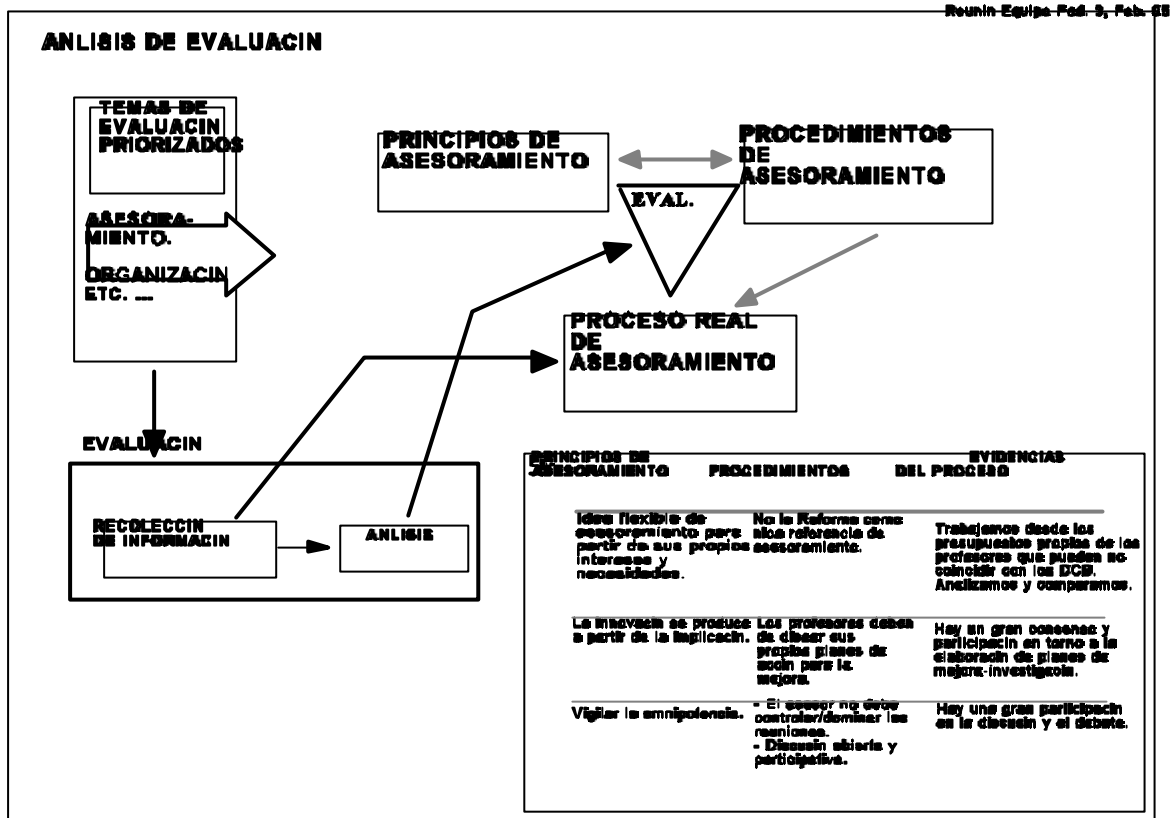 Reunin Equipo Fad. 9, Feb. 95
ANLISIS DE EVALUACIN
TEMAS DE
EVALUACIN
PRIORIZADOS
ASESORA-
MIENTO.
ORGANIZACIN
ETC. ...
PRINCIPIOS DE
ASESORAMIENTO
PROCEDIMIENTOS
DE
ASESORAMIENTO
EVAL.
PROCESO REAL
DE
ASESORAMIENTO
EVALUACIN
RECOLECCIN
DE INFORMACIN
ANLISIS
PRINCIPIOS DE
ASESORAMIENTO
PROCEDIMIENTOS
EVIDENCIAS
DEL PROCESO
Idea flexible de
asesoramiento para
partir de sus propios
intereses y
necesidades.
No la Reforma como
nica referencia de
asesoramiento.
Trabajamos desde los
presupuestos propios de los
profesores que pueden no
coincidir con los DCB.
Analizamos y comparamos.
La innovacin se produce
a partir de la implicacin.
Los profesores deben
de disear sus
propios planes de
accin para la
mejora.
Hay un gran consenso y
participacin en torno a la
elaboracin de planes de
mejora-investigacin.
Vigilar la omnipotencia.
- El asesor no debe
controlar/dominar las
reuniones.
- Discusin abierta y
participativa.
Hay una gran participacin
en la discusin y el debate.